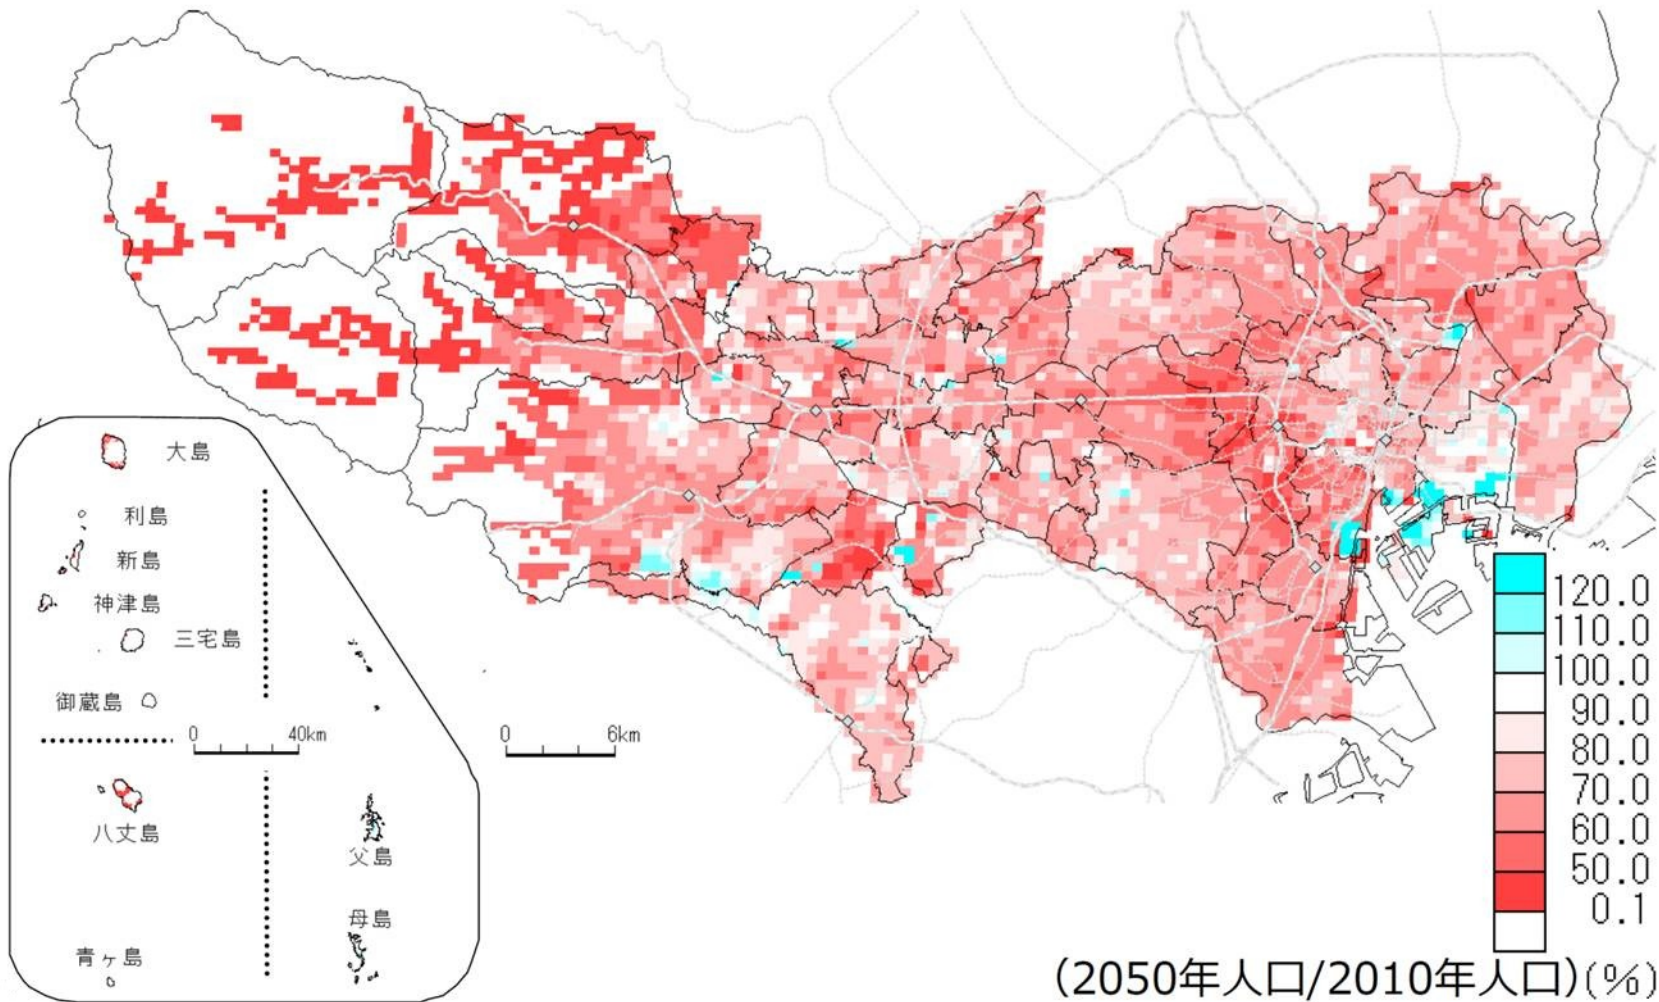 大島
利島
新島
神津島
三宅島
御蔵島
0 40km
八丈島
父島
母島
青ヶ島
0 6km
120.0
110.0
100.0
90.0
80.0
70.0
60.0
50.0
0.1
(2050年人口/2010年人口)(%)